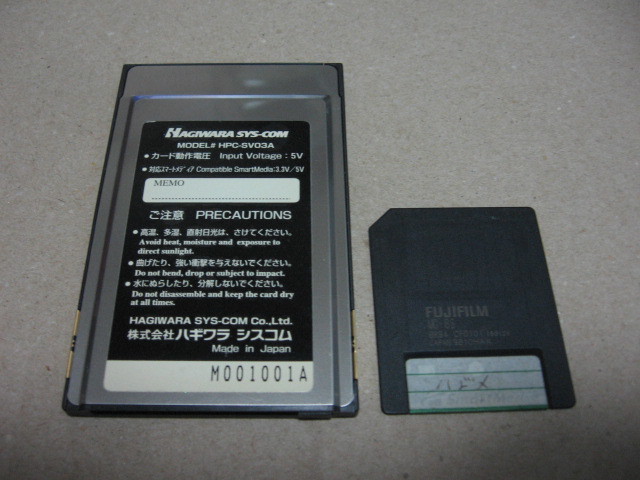 HAGIWARA SYS-COM
MODEL# HPC-SV03A
● カード動作電圧 Input Voltage : 5V
● 対応スマートメディア Compatible SmartMedia:3.3V/5V
MEMO
ご注意 PRECAUTIONS
● 高温、多湿、直射日光は、さけてください。
Avoid heat, moisture and exposure to
direct sunlight.
● 曲げたり、強い衝撃を与えないでください。
Do not bend, drop or subject to impact.
● 水にぬらしたり、分解しないでください。
Do not disassemble and keep the card dry
at all times.
HAGIWARA SYS-COM Co.,Ltd.
株式会社 ハギワラ シスコム
Made in Japan
M001001A
FUJIFILM